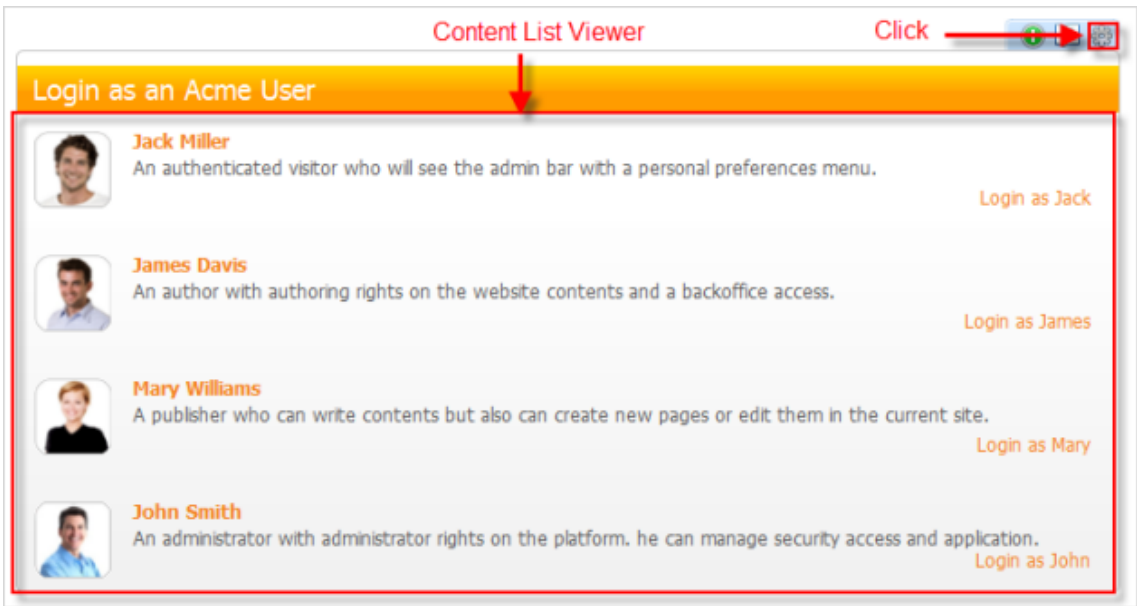 Content List Viewer
Click
Login as an Acme User
Jack Miller
An authenticated visitor who will see the admin bar with a personal preferences menu.
Login as Jack
James Davis
An author with authoring rights on the website contents and a backoffice access.
Login as James
Mary Williams
A publisher who can write contents but also can create new pages or edit them in the current site.
Login as Mary
John Smith
An administrator with administrator rights on the platform. he can manage security access and application.
Login as John